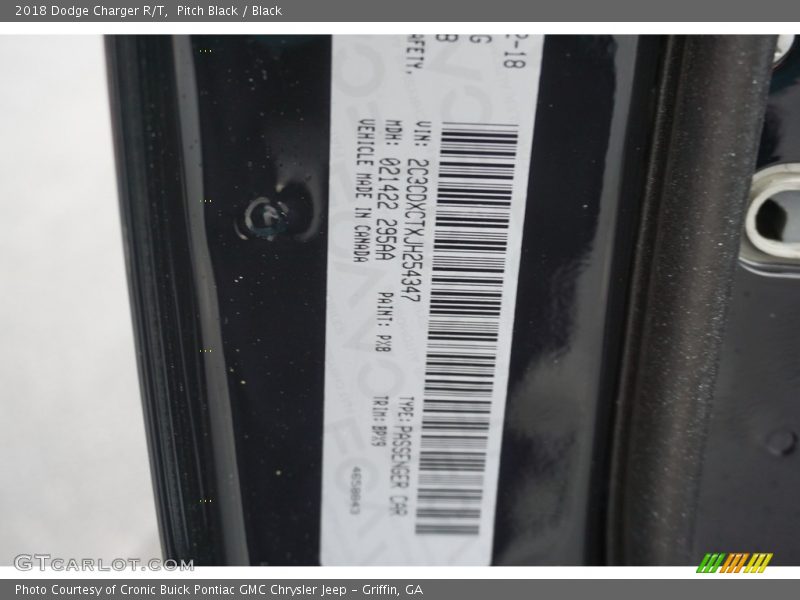 2018 Dodge Charger R/T, Pitch Black / Black
2-18
G
B
AFETY,
VIN: 2C3CDXCTXJH254347
TYPE: PASSENGER CAR
MDH: 021422 295AA
PAINT: PX8
TRIM: BPX9
VEHICLE MADE IN CANADA
4658843
GTcarlot.com
Photo Courtesy of Cronic Buick Pontiac GMC Chrysler Jeep – Griffin, GA